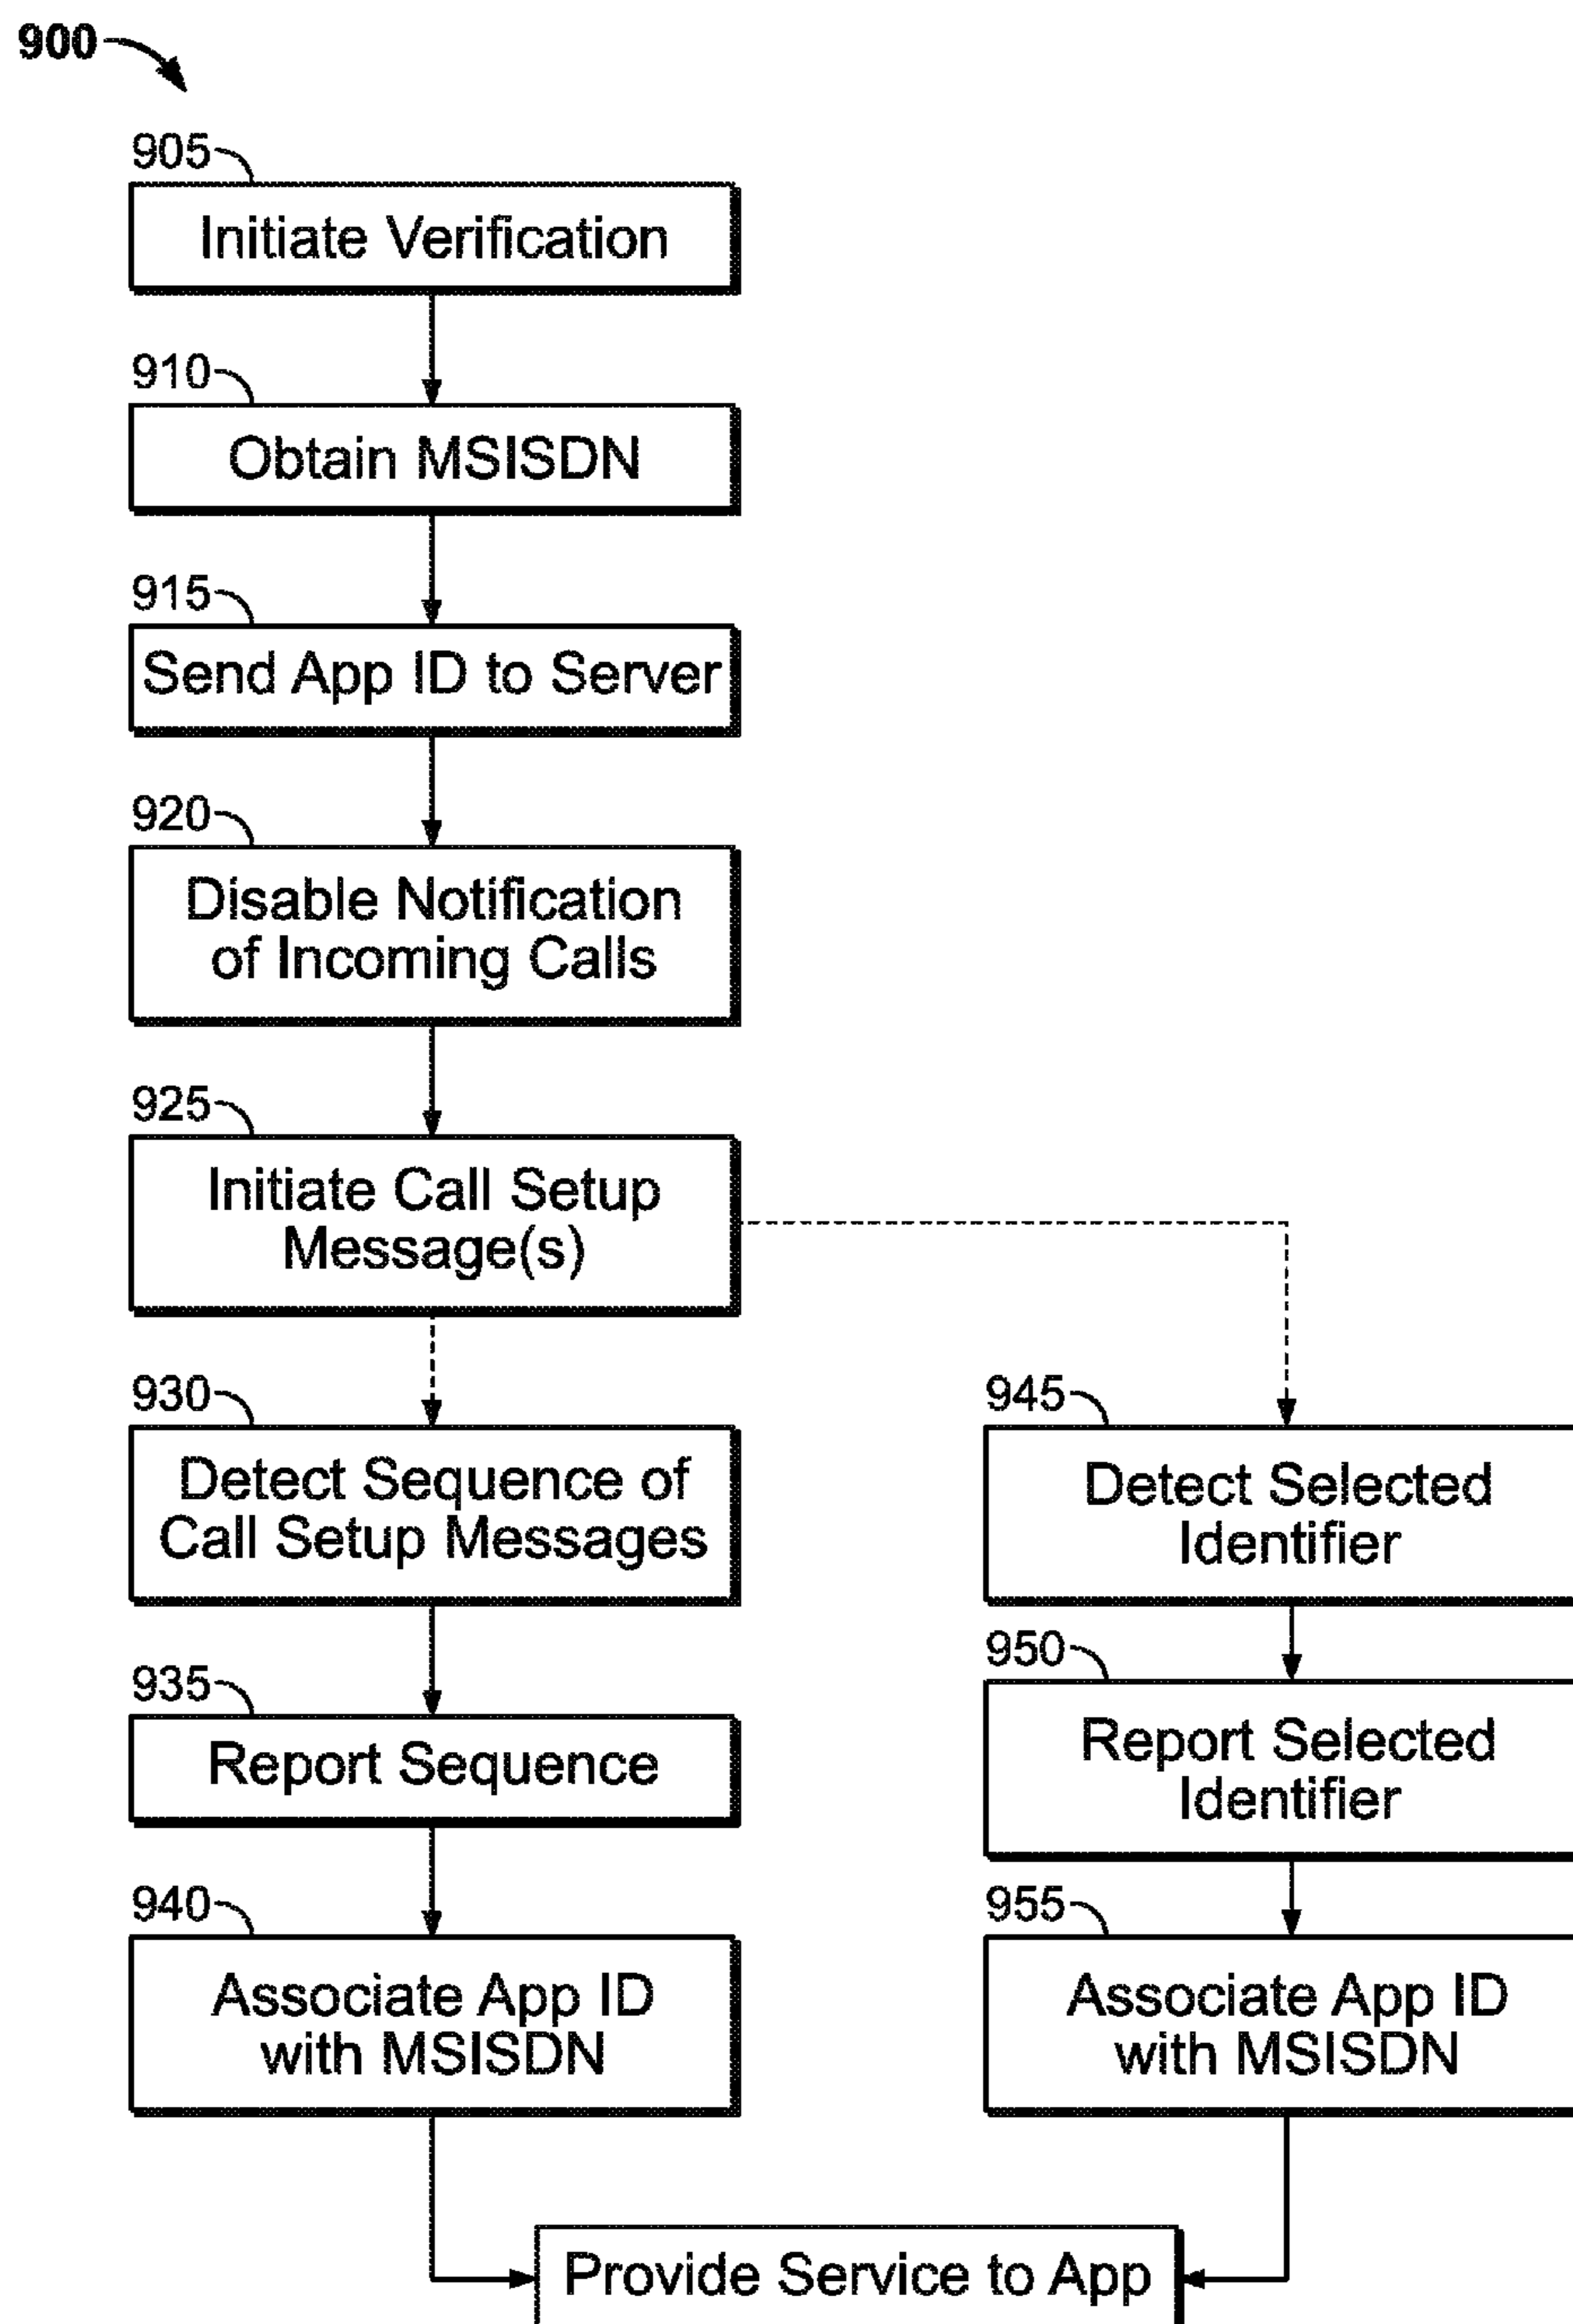 900
905
Initiate Verification
910
Obtain MSISDN
915
Send App ID to Server
920
Disable Notification
of Incoming Calls
925
Initiate Call Setup
Message(s)
930
Detect Sequence of
Call Setup Messages
935
Report Sequence
940
Associate App ID
with MSISDN
945
Detect Selected
Identifier
950
Report Selected
Identifier
955
Associate App ID
with MSISDN
Provide Service to App